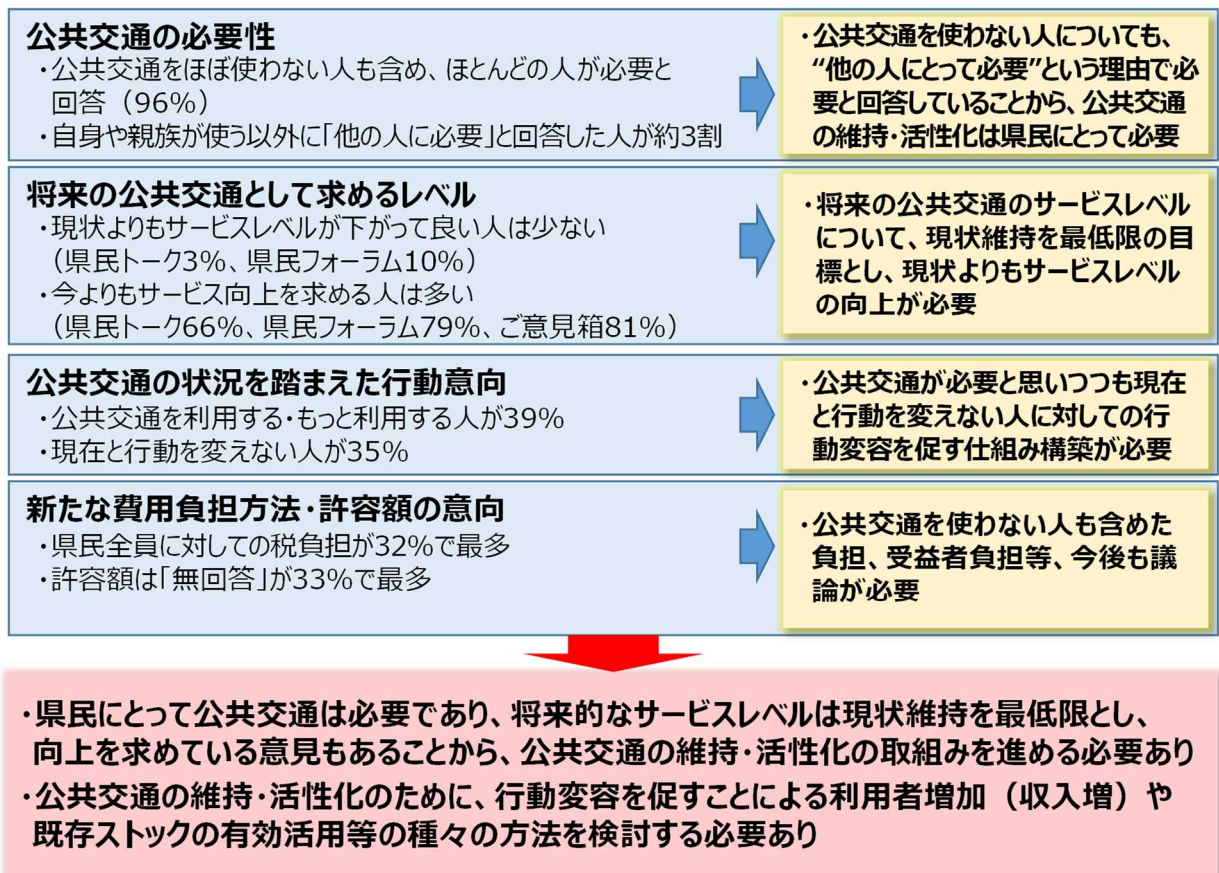 公共交通の必要性
・公共交通をほぼ使わない人も含め、ほとんどの人が必要と
回答（96%）
・自身や親族が使う以外に「他の人に必要」と回答した人が約3割
・公共交通を使わない人についても、
“他の人にとって必要”という理由で必
要と回答していることから、公共交通
の維持・活性化は県民にとって必要
将来の公共交通として求めるレベル
・現状よりもサービスレベルが下がって良い人は少ない
（県民トーク3%、県民フォーラム10%）
・今よりもサービス向上を求める人は多い
（県民トーク66%、県民フォーラム79%、ご意見箱81%）
・将来の公共交通のサービスレベル
について、現状維持を最低限の目
標とし、現状よりもサービスレベル
の向上が必要
公共交通の状況を踏まえた行動意向
・公共交通を利用する・もっと利用する人が39%
・現在と行動を変えない人が35%
・公共交通が必要と思いつつも現在
と行動を変えない人に対しての行
動変容を促す仕組み構築が必要
新たな費用負担方法・許容額の意向
・県民全員に対しての税負担が32%で最多
・許容額は「無回答」が33%で最多
・公共交通を使わない人も含めた
負担、受益者負担等、今後も議
論が必要
・県民にとって公共交通は必要であり、将来的なサービスレベルは現状維持を最低限とし、
向上を求めている意見もあることから、公共交通の維持・活性化の取組みを進める必要あり
・公共交通の維持・活性化のために、行動変容を促すことによる利用者増加（収入増）や
既存ストックの有効活用等の種々の方法を検討する必要あり